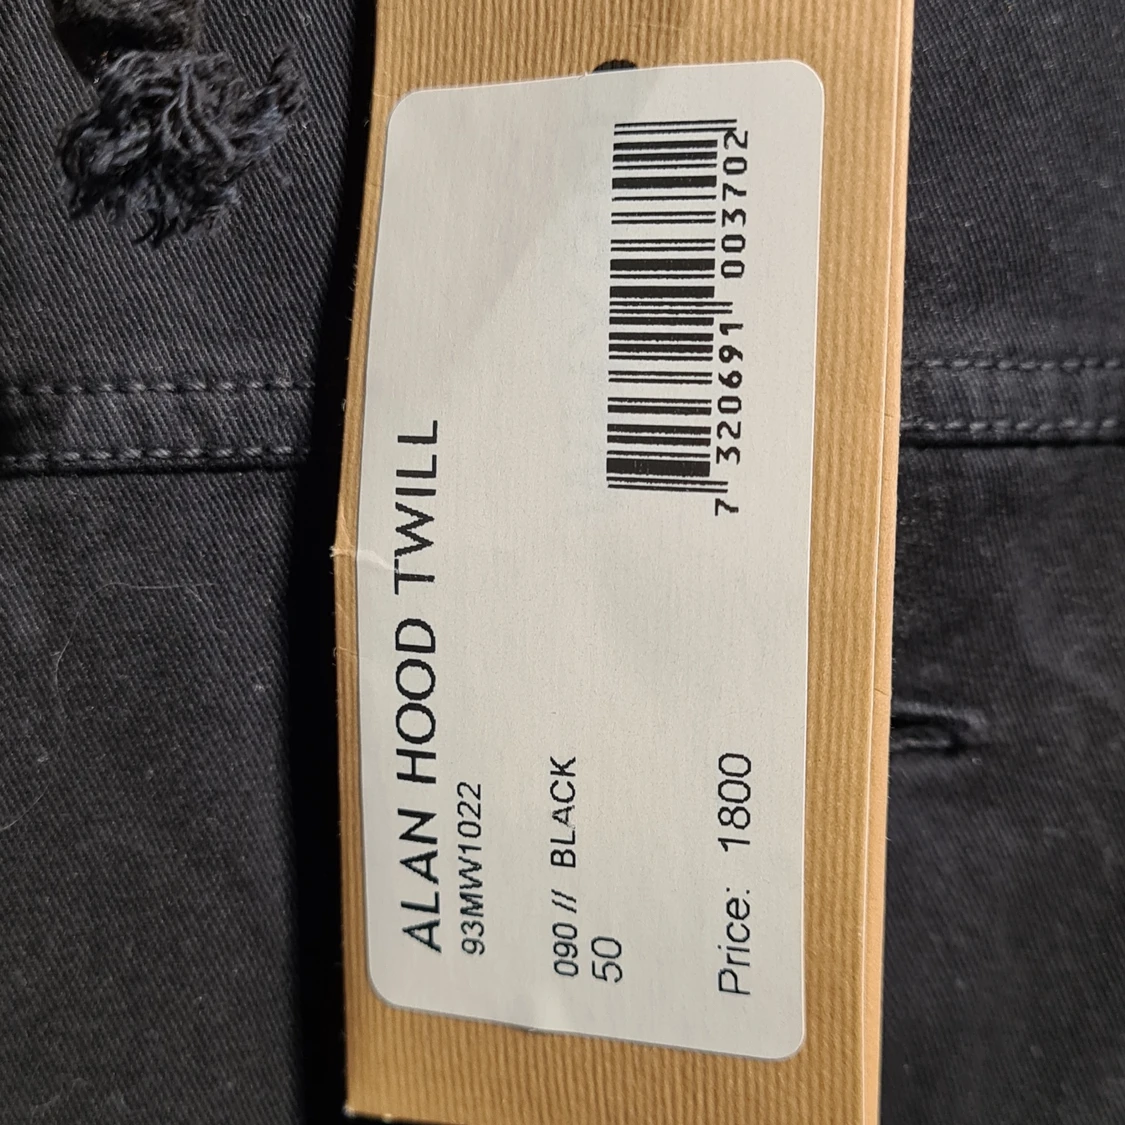 ALAN HOOD TWILL
93MW1022
090 // BLACK
50
Price: 1800
7 320691 003702